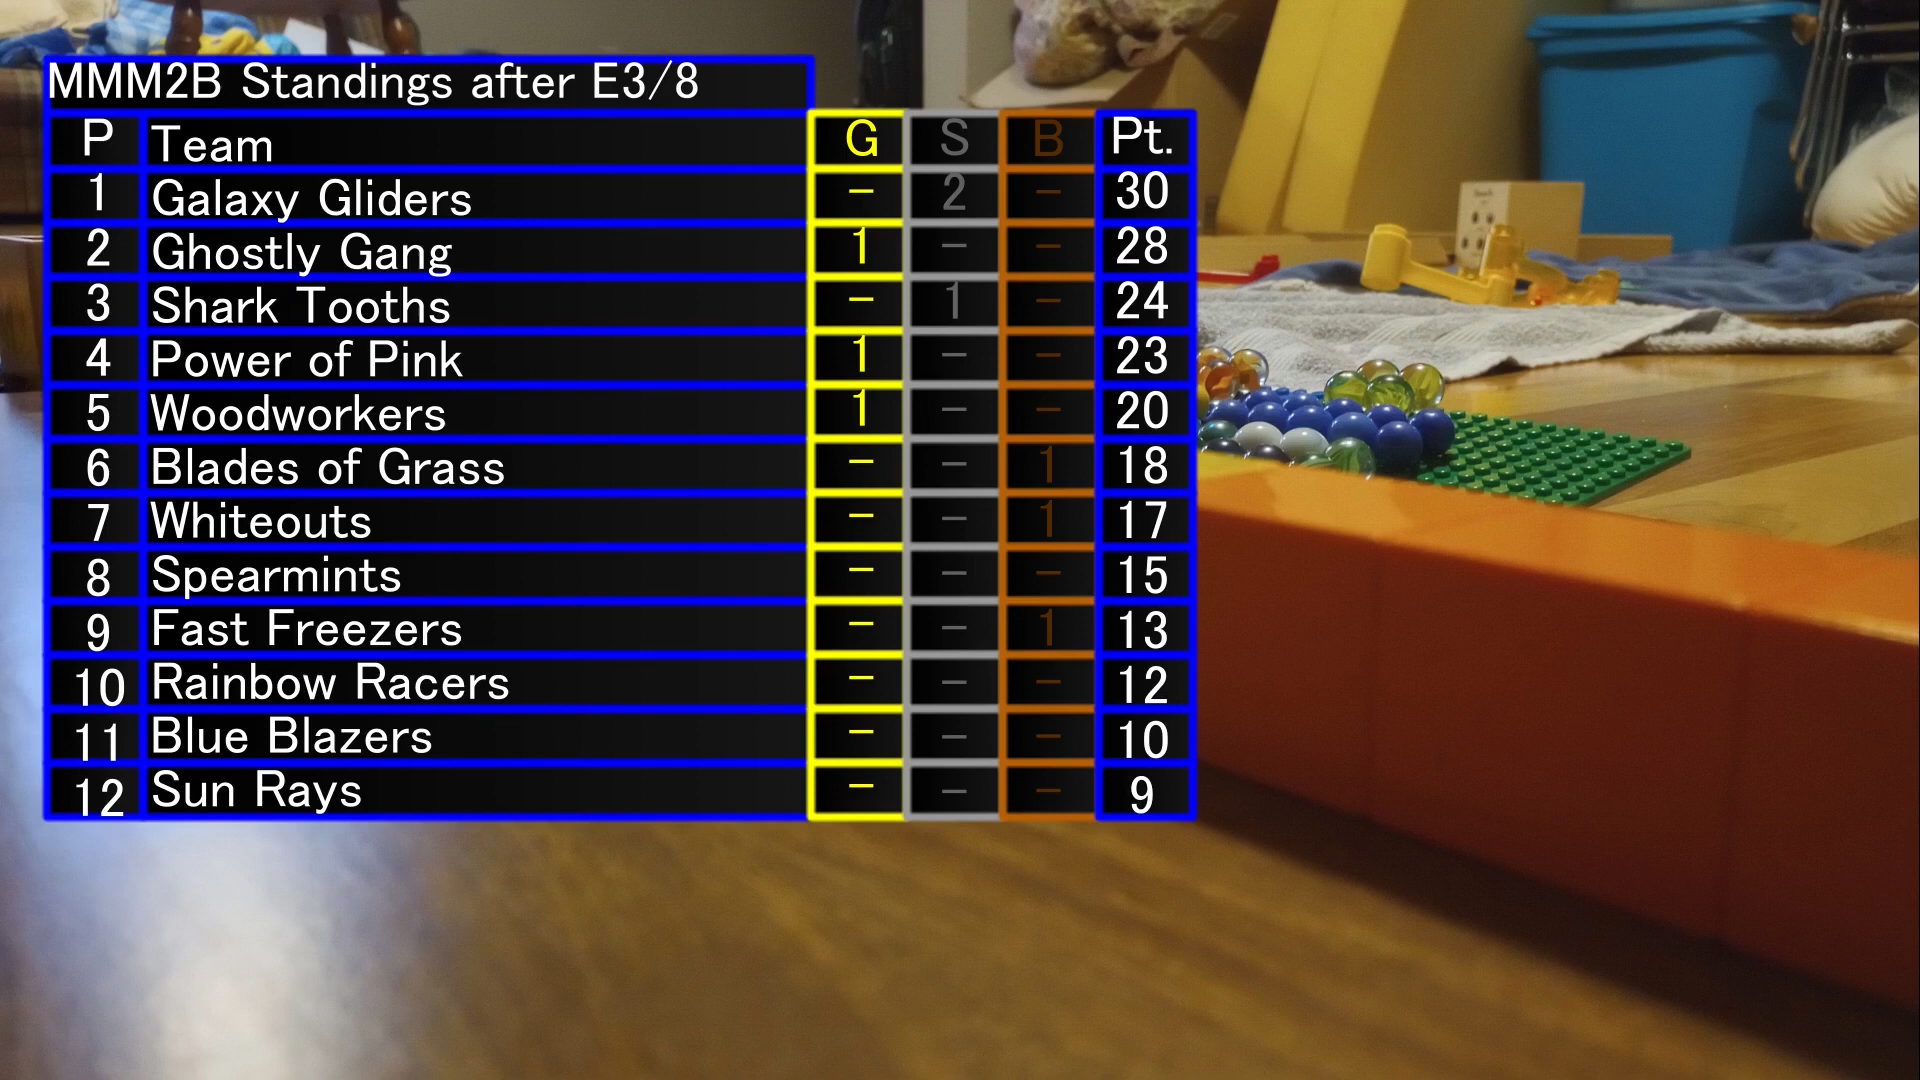 MMM2B Standings after E3/8
P Team G S B Pt.
1 Galaxy Gliders - 2 - 30
2 Ghostly Gang 1 - - 28
3 Shark Tooths - 1 - 24
4 Power of Pink 1 - - 23
5 Woodworkers 1 - - 20
6 Blades of Grass - - 1 18
7 Whiteouts - - 1 17
8 Spearmints - - - 15
9 Fast Freezers - - 1 13
10 Rainbow Racers - - - 12
11 Blue Blazers - - - 10
12 Sun Rays - - - 9